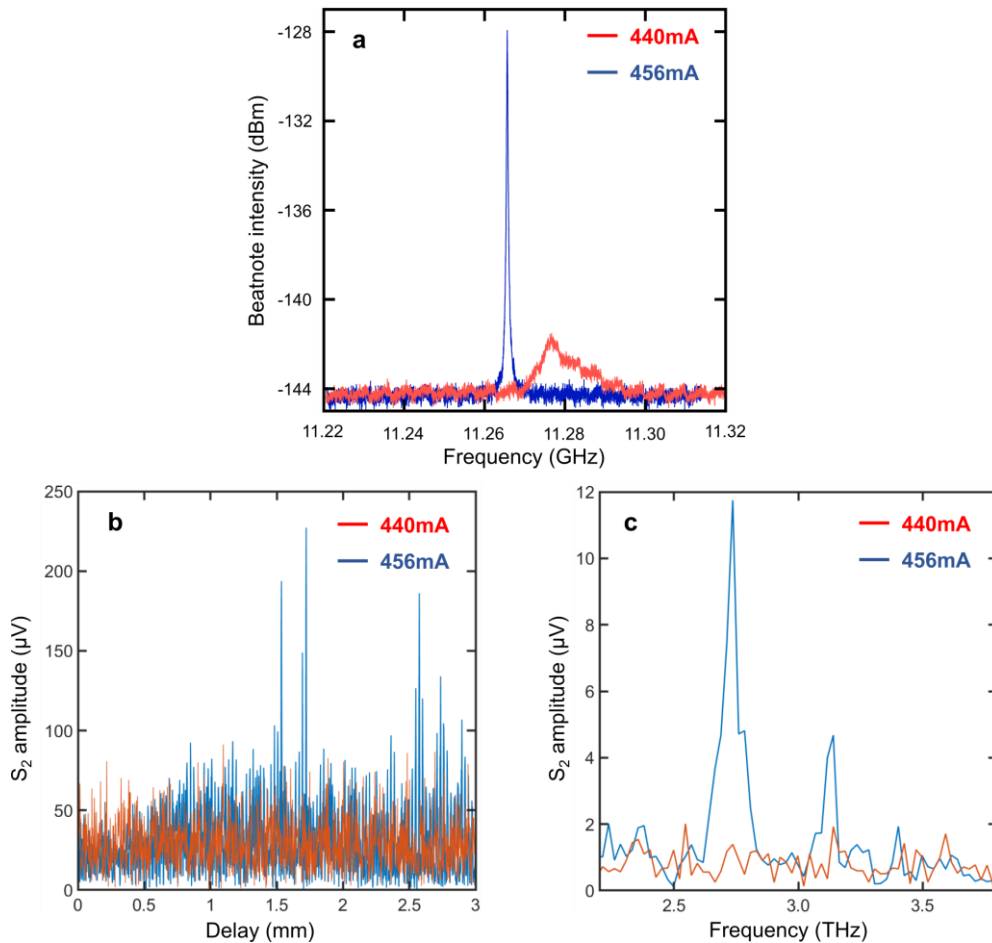 a
440mA
456mA
-128
-132
-136
-140
-144
Beatnote intensity (dBm)
11.22
11.24
11.26
11.28
11.30
11.32
Frequency (GHz)
b
440mA
456mA
250
200
150
100
50
0
S₂ amplitude (µV)
0
0.5
1
1.5
2
2.5
3
Delay (mm)
c
440mA
456mA
12
10
8
6
4
2
0
S₂ amplitude (µV)
2.5
3.0
3.5
Frequency (THz)